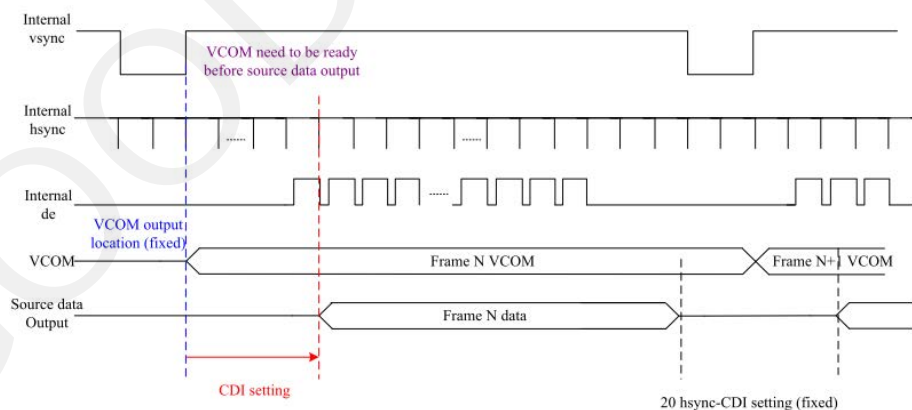 Internal
vsync
VCOM need to be ready
before source data output
Internal
hsync
......
......
Internal
de
......
VCOM output
location (fixed)
VCOM
Frame N VCOM
Frame N+1 VCOM
Source data
Output
Frame N data
CDI setting
20 hsync-CDI setting (fixed)